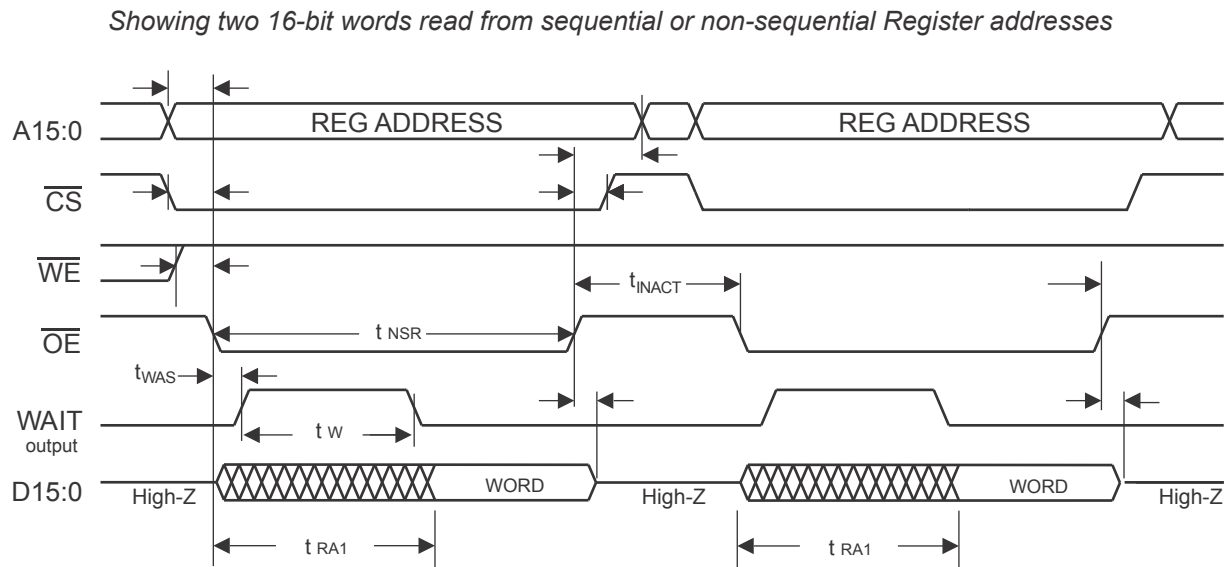 Showing two 16-bit words read from sequential or non-sequential Register addresses
A15:0 REG ADDRESS REG ADDRESS
CS
WE
tINACT
OE t NSR
tWAS
WAIT
output
t W
D15:0 High-Z WORD High-Z WORD High-Z
t RA1 t RA1